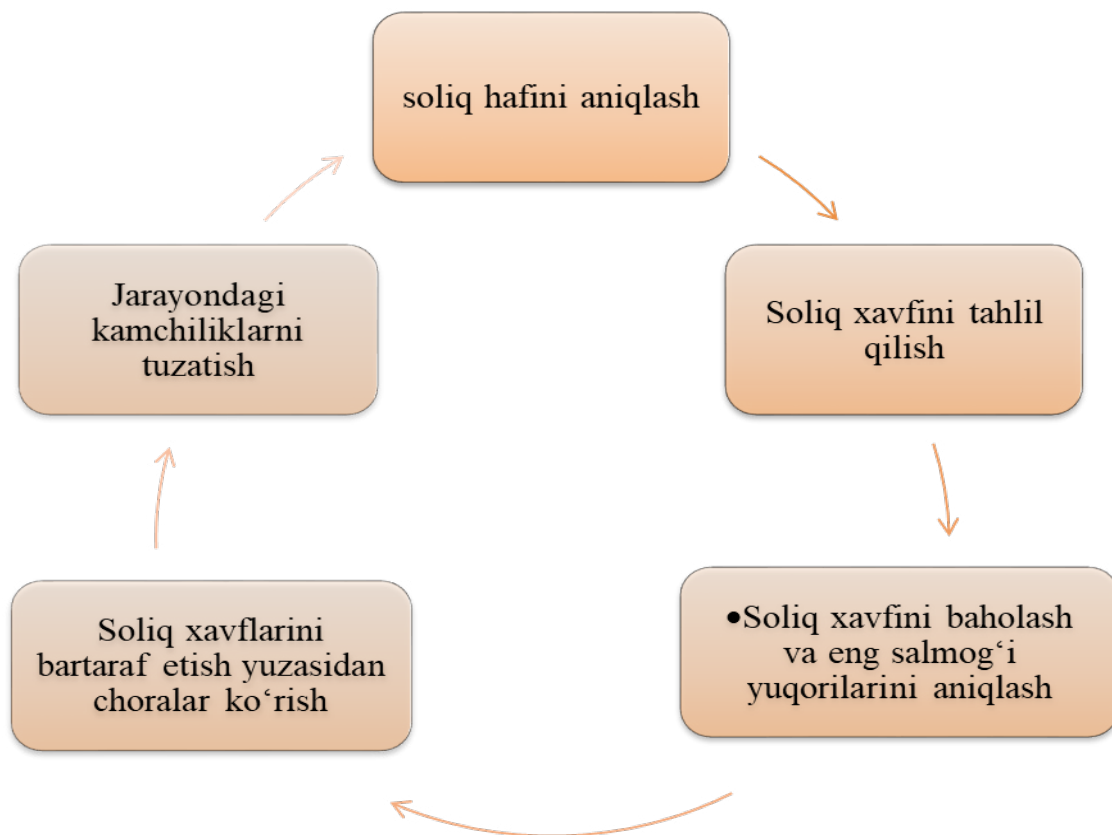 soliq hafini aniqlash
Soliq xavfini tahlil
qilish
•Soliq xavfini baholash
va eng salmog‘i
yuqorilarini aniqlash
Soliq xavflarini
bartaraf etish yuzasidan
choralar ko‘rish
Jarayondagi
kamchiliklarni
tuzatish